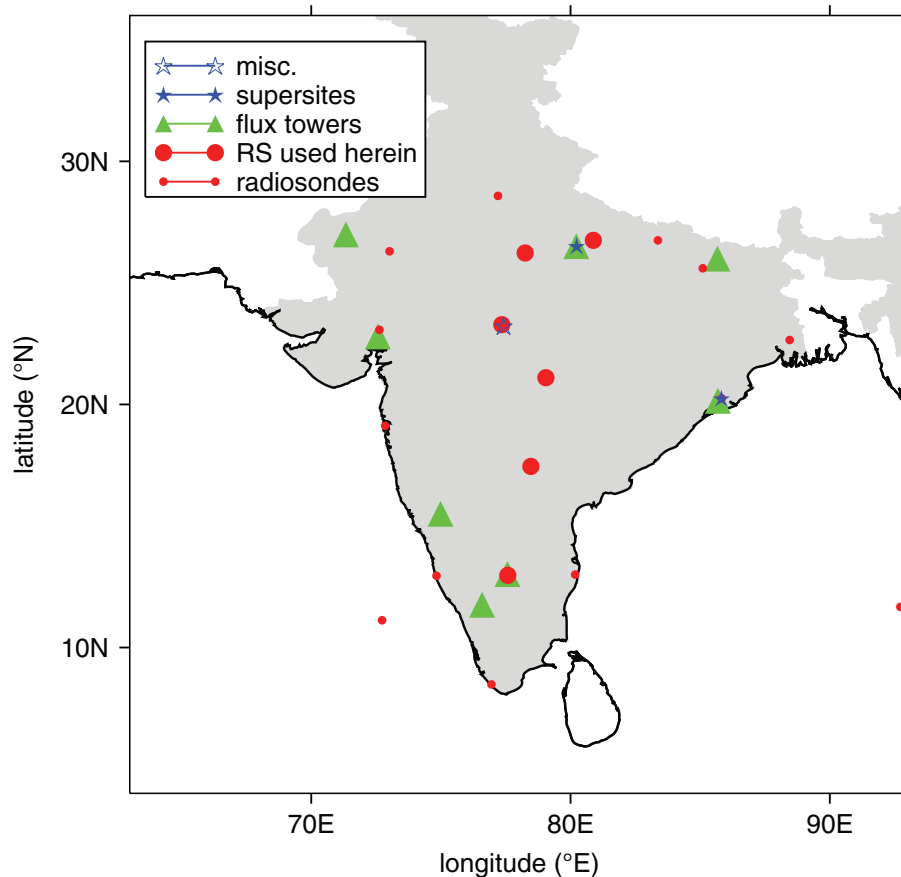 misc.
supersites
flux towers
RS used herein
radiosondes
30N
20N
10N
latitude (°N)
70E 80E 90E
longitude (°E)